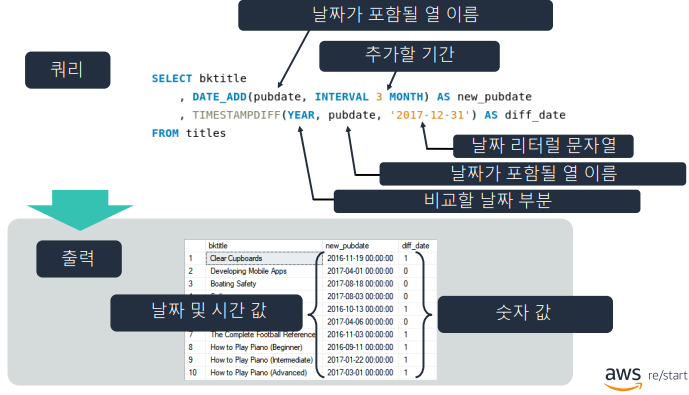 날짜가 포함될 열 이름
추가할 기간
쿼리
SELECT bktitle
, DATE_ADD(pubdate, INTERVAL 3 MONTH) AS new_pubdate
, TIMESTAMPDIFF(YEAR, pubdate, '2017-12-31') AS diff_date
FROM titles
날짜 리터럴 문자열
날짜가 포함될 열 이름
비교할 날짜 부분
출력
bktitle new_pubdate diff_date
1 Clear Cupboards 2016-11-19 00:00:00 1
2 Developing Mobile Apps 2017-04-01 00:00:00 0
3 Boating Safety 2017-08-18 00:00:00 0
2017-08-03 00:00:00 0
2016-10-13 00:00:00 1
2017-04-06 00:00:00 0
7 The Complete Football Reference 2016-11-03 00:00:00 1
8 How to Play Piano (Beginner) 2016-09-11 00:00:00 1
9 How to Play Piano (Intermediate) 2017-01-22 00:00:00 1
10 How to Play Piano (Advanced) 2017-03-01 00:00:00 1
날짜 및 시간 값
숫자 값
aws re/start